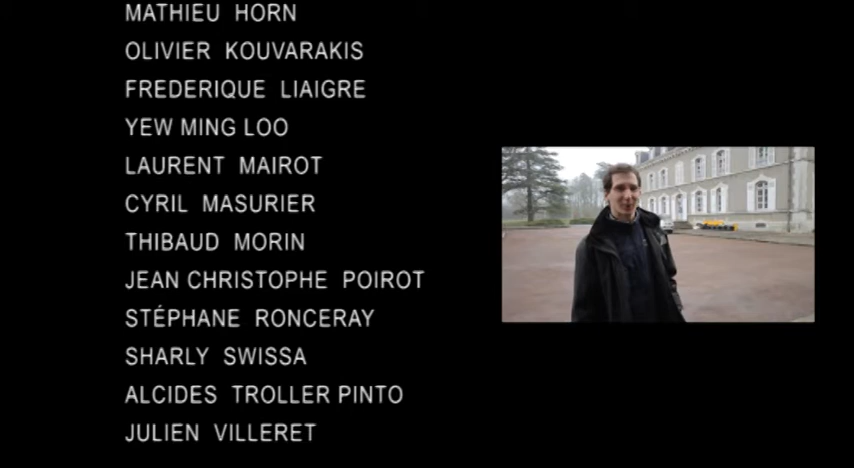 MATHIEU HORN
OLIVIER KOUVARAKIS
FREDERIQUE LIAIGRE
YEW MING LOO
LAURENT MAIROT
CYRIL MASURIER
THIBAUD MORIN
JEAN CHRISTOPHE POIROT
STÉPHANE RONCERAY
SHARLY SWISSA
ALCIDES TROLLER PINTO
JULIEN VILLERET